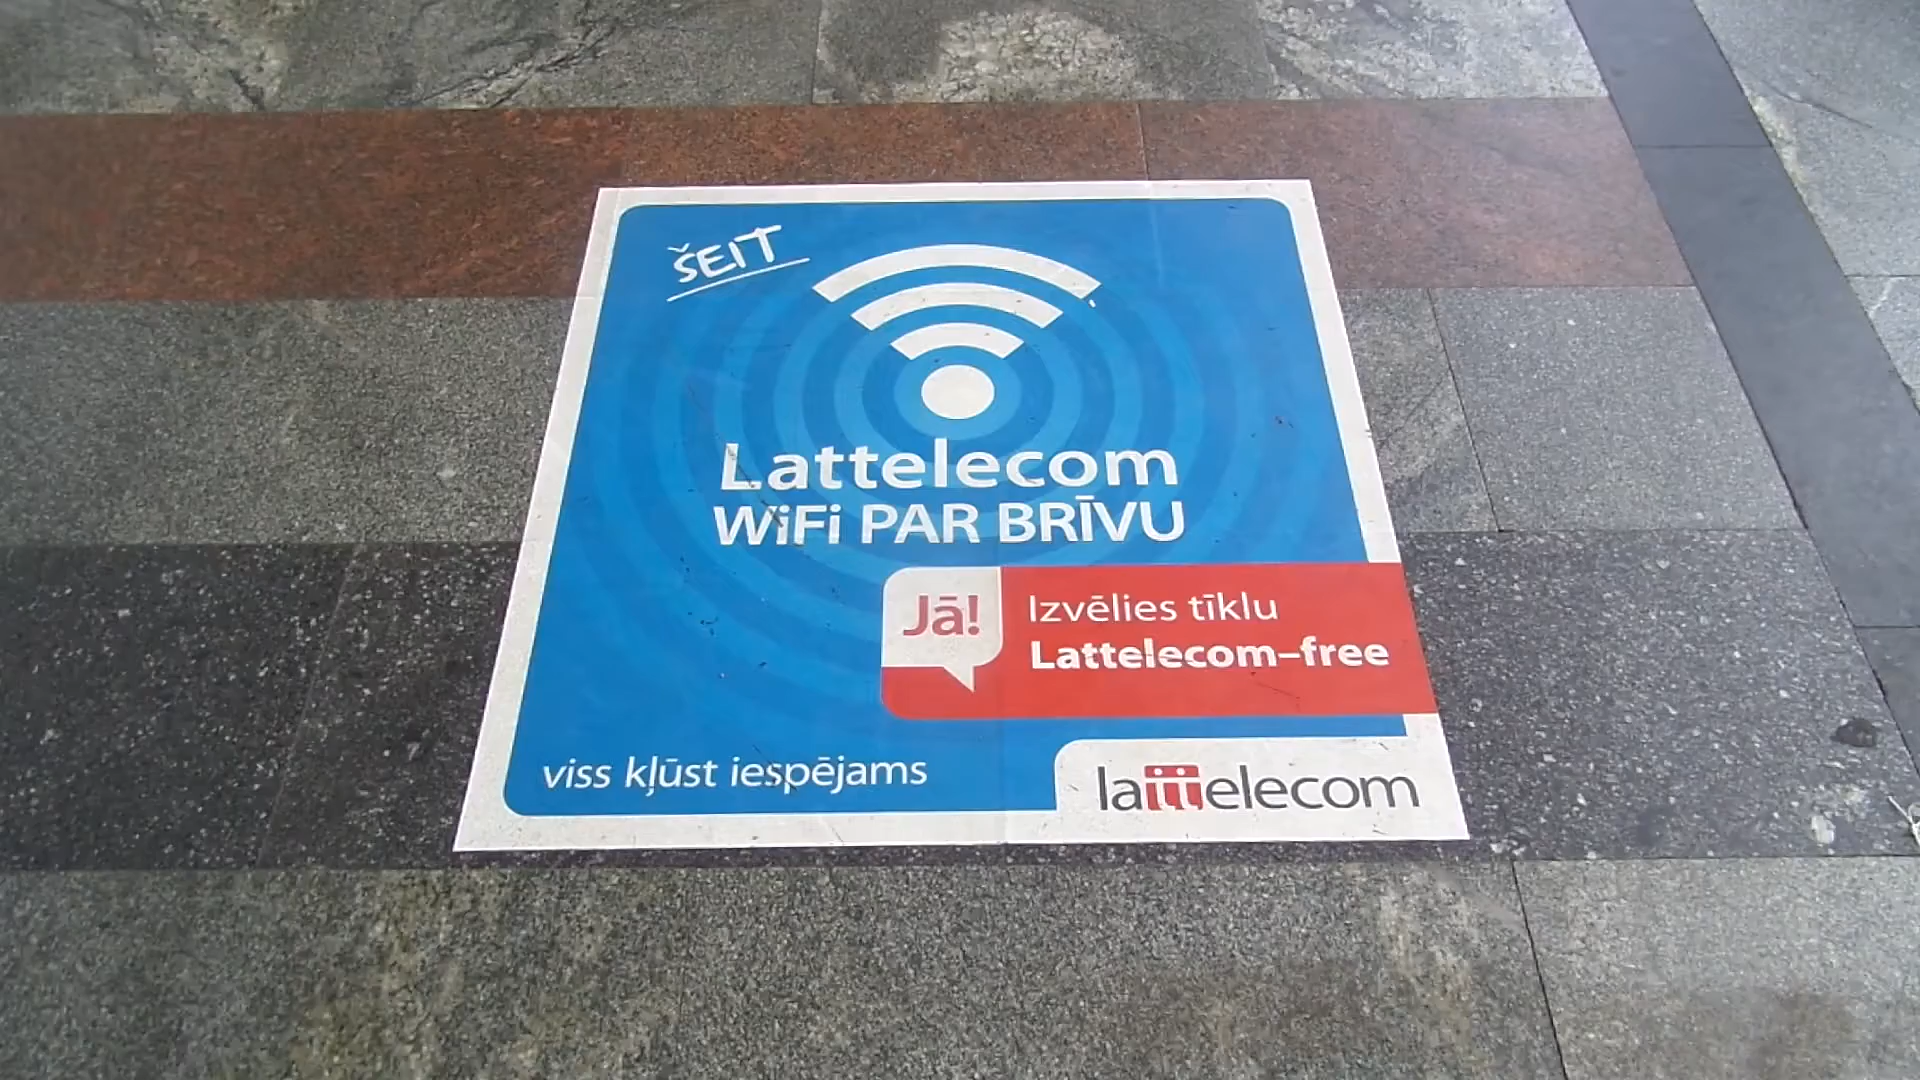 ŠEIT
Lattelecom
WiFi PAR BRĪVU
Jā!
Izvēlies tīklu
Lattelecom-free
viss kļūst iespējams
lattelecom